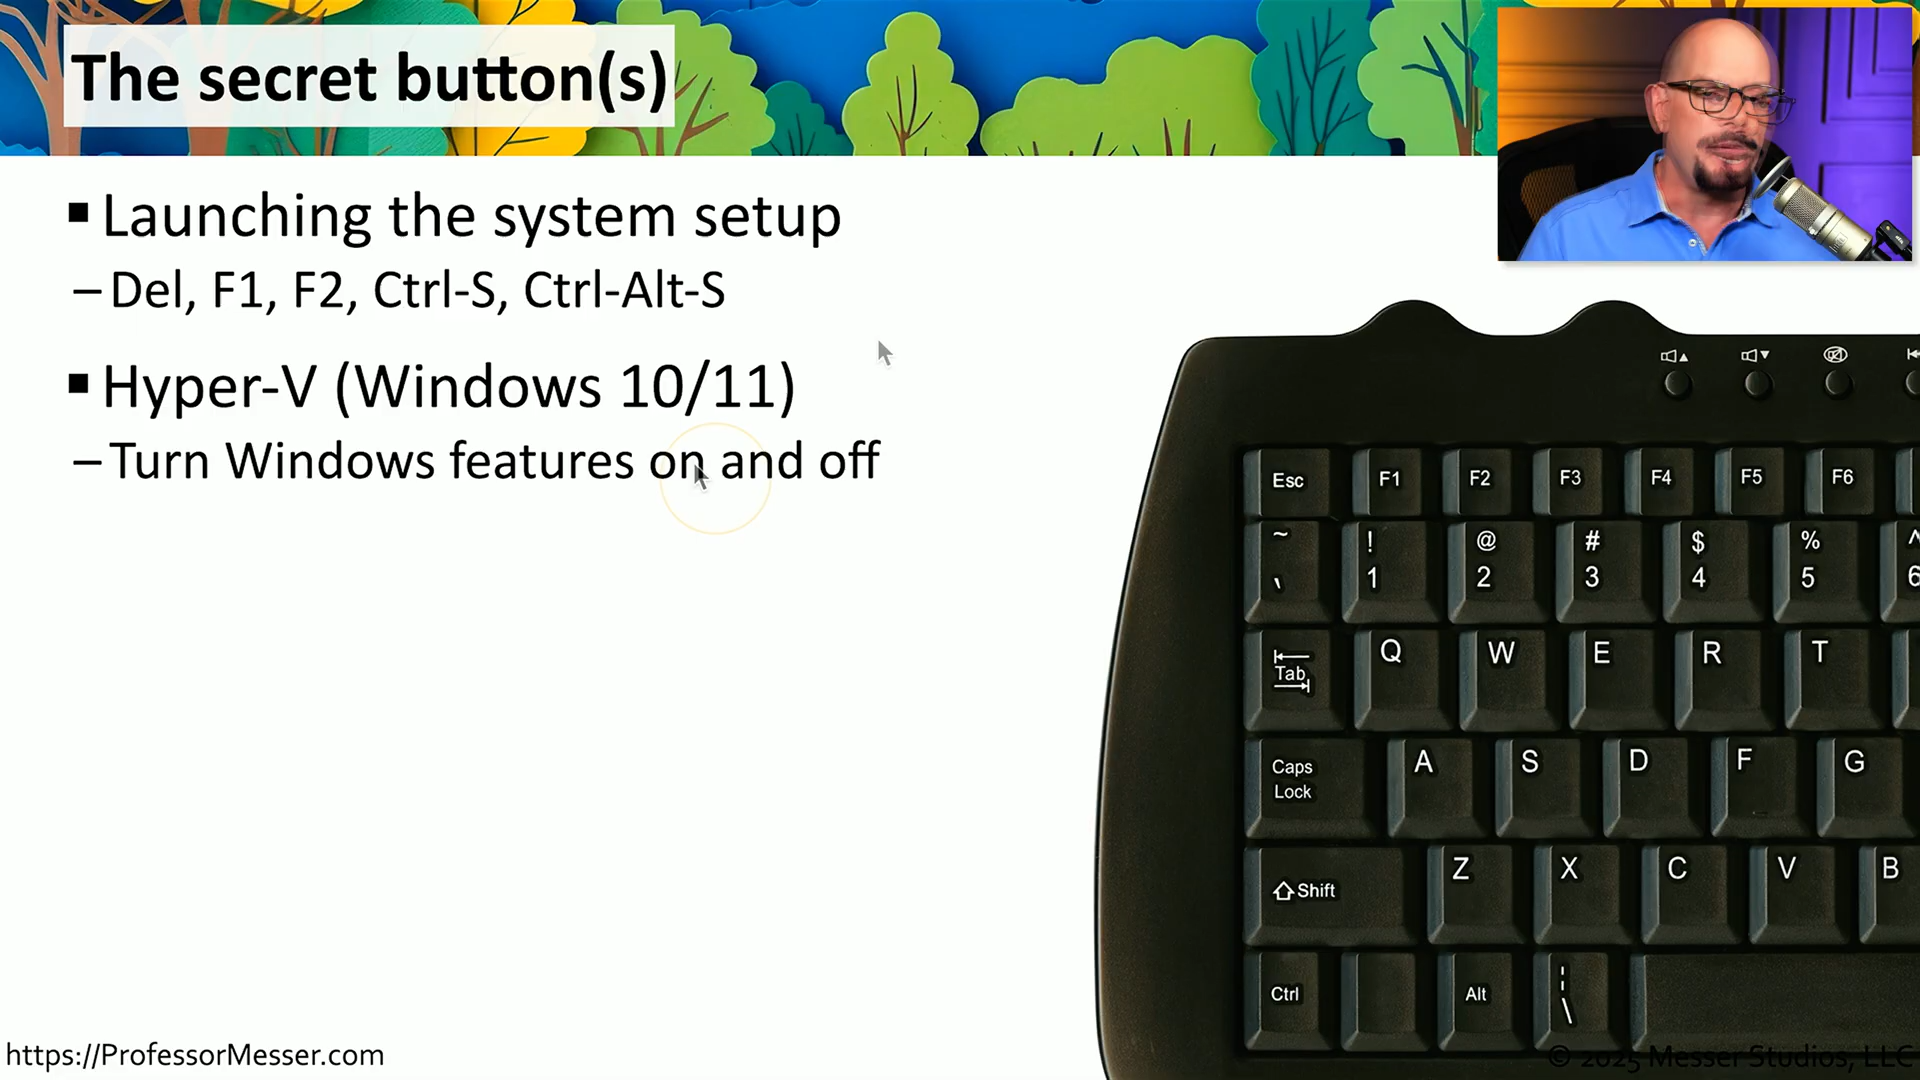 The secret button(s)
Launching the system setup
– Del, F1, F2, Ctrl-S, Ctrl-Alt-S
Hyper-V (Windows 10/11)
– Turn Windows features on and off
Esc F1 F2 F3 F4 F5 F6
~ ! @ # $ % ^
` 1 2 3 4 5 6
Tab Q W E R T
Caps Lock A S D F G
Shift Z X C V B
Ctrl Alt ¦ \
https://ProfessorMesser.com
© 2025 Messer Studios, LLC